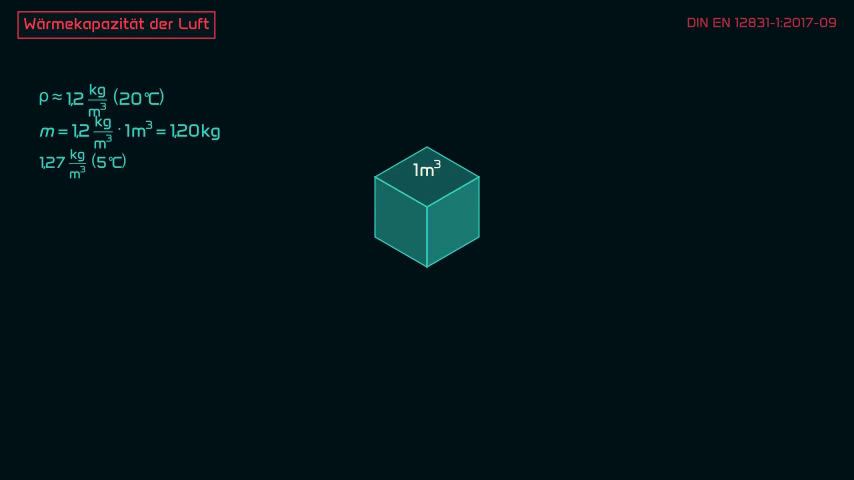 Wärmekapazität der Luft
DIN EN 12831-1:2017-09
ρ ≈ 1,2 kg/m³ (20°C)
m = 1,2 kg/m³ · 1m³ = 1,20kg
1,27 kg/m³ (5°C)
1m³